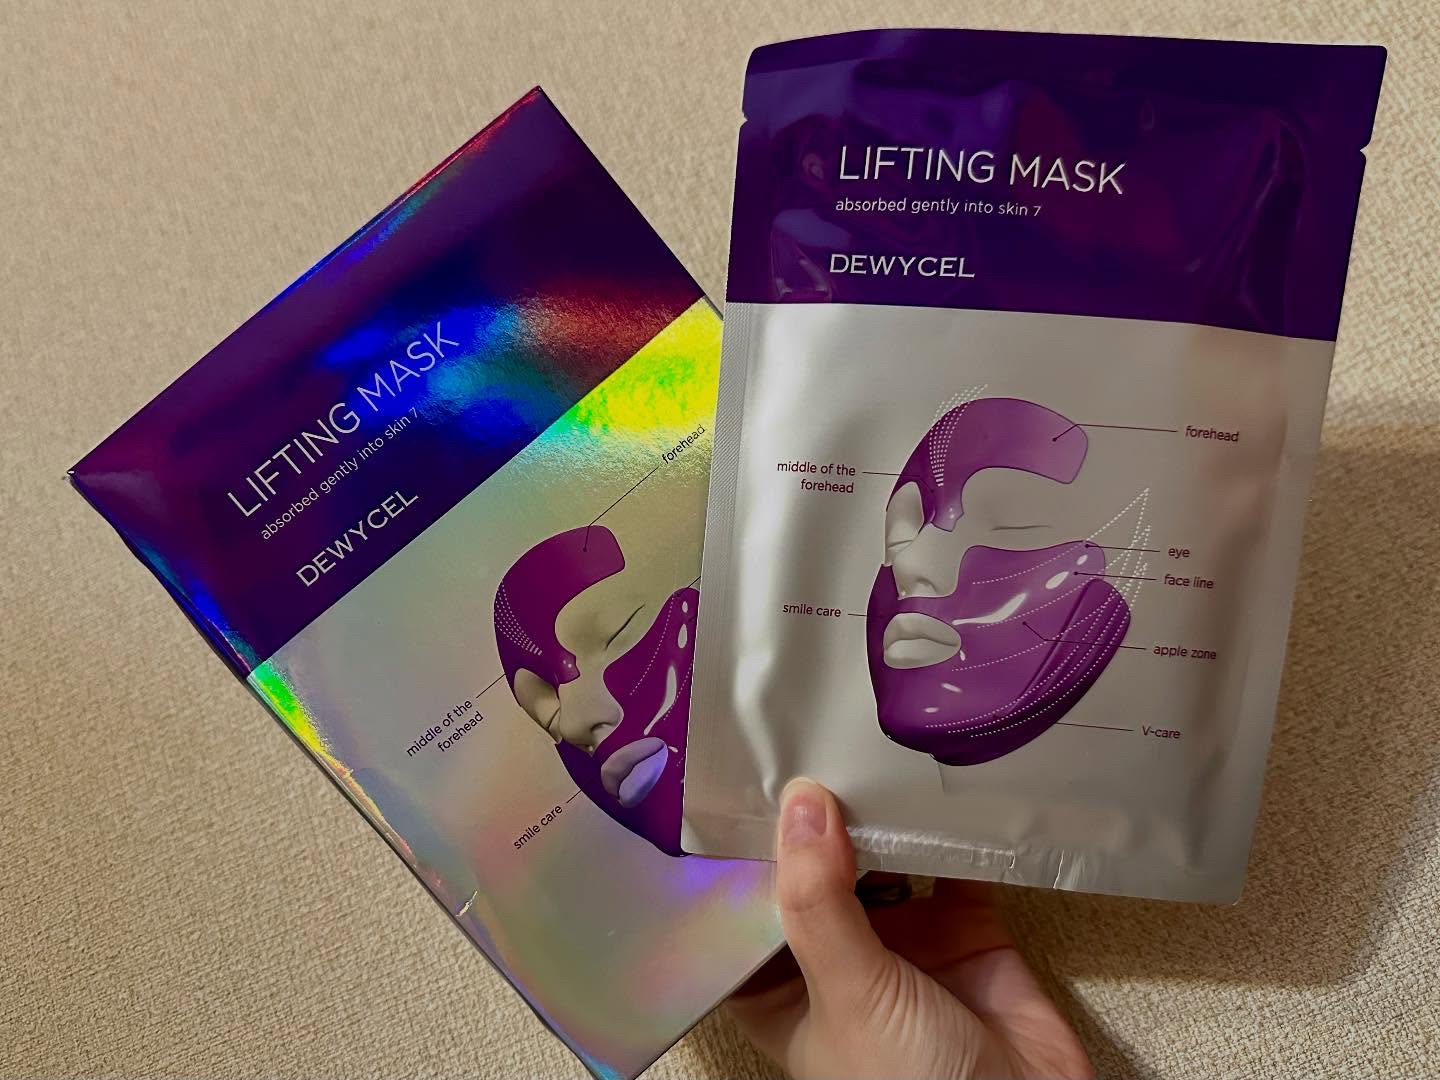 LIFTING MASK
absorbed gently into skin 7
DEWYCEL
forehead
middle of the
forehead
smile care
LIFTING MASK
absorbed gently into skin 7
DEWYCEL
forehead
middle of the
forehead
eye
face line
smile care
apple zone
V-care